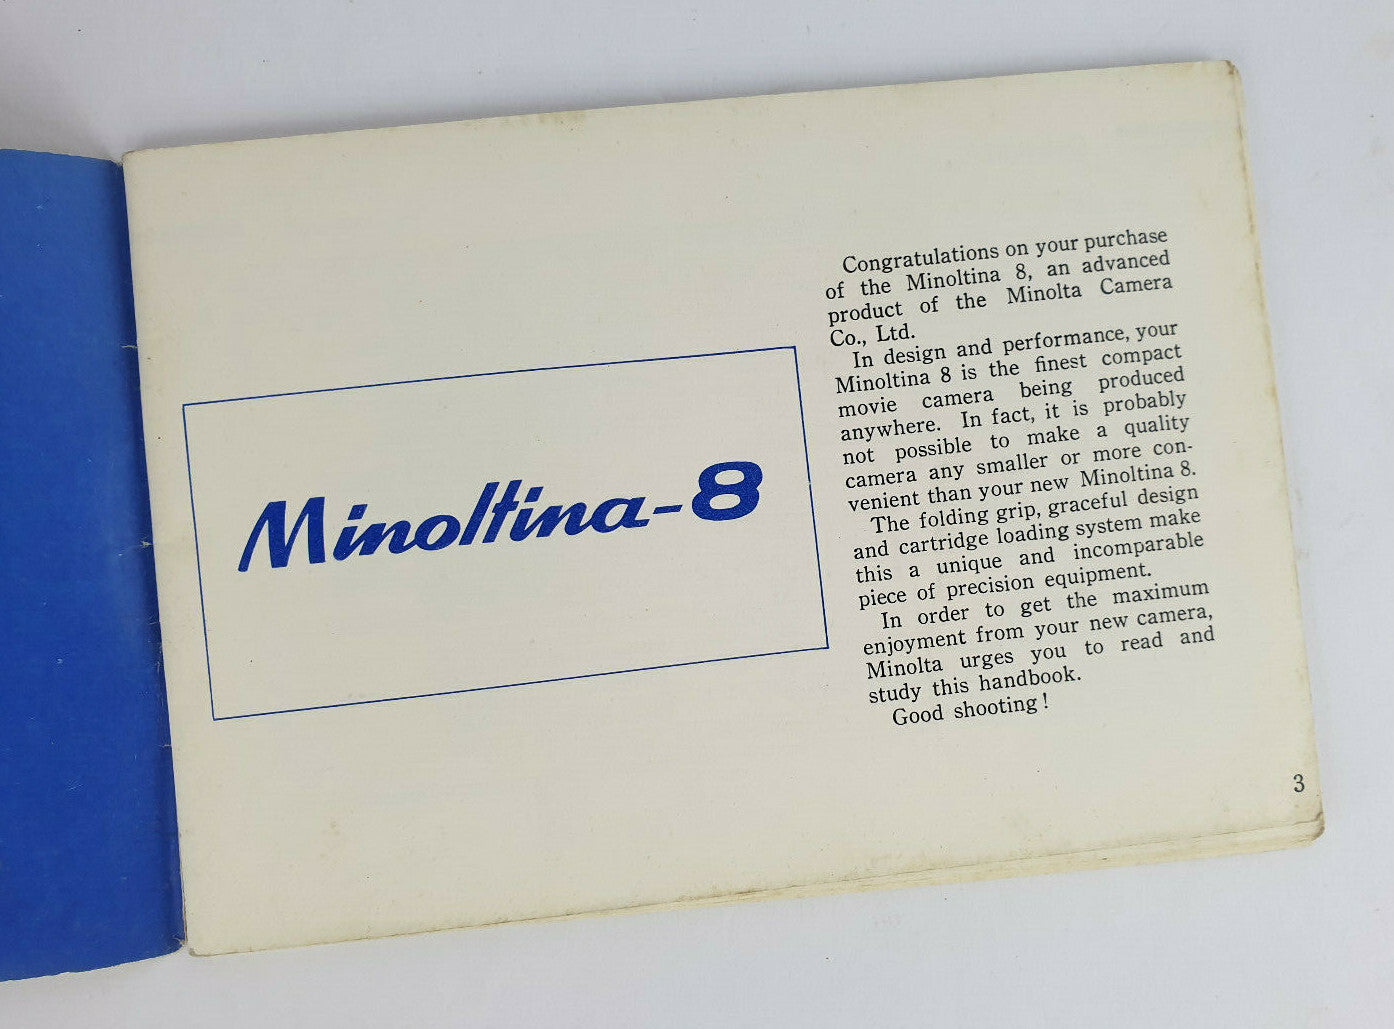 Minoltina-8
Congratulations on your purchase
of the Minoltina 8, an advanced
product of the Minolta Camera
Co., Ltd.
In design and performance, your
Minoltina 8 is the finest compact
movie camera being produced
anywhere. In fact, it is probably
not possible to make a quality
camera any smaller or more con-
venient than your new Minoltina 8.
The folding grip, graceful design
and cartridge loading system make
this a unique and incomparable
piece of precision equipment.
In order to get the maximum
enjoyment from your new camera,
Minolta urges you to read and
study this handbook.
Good shooting!
3